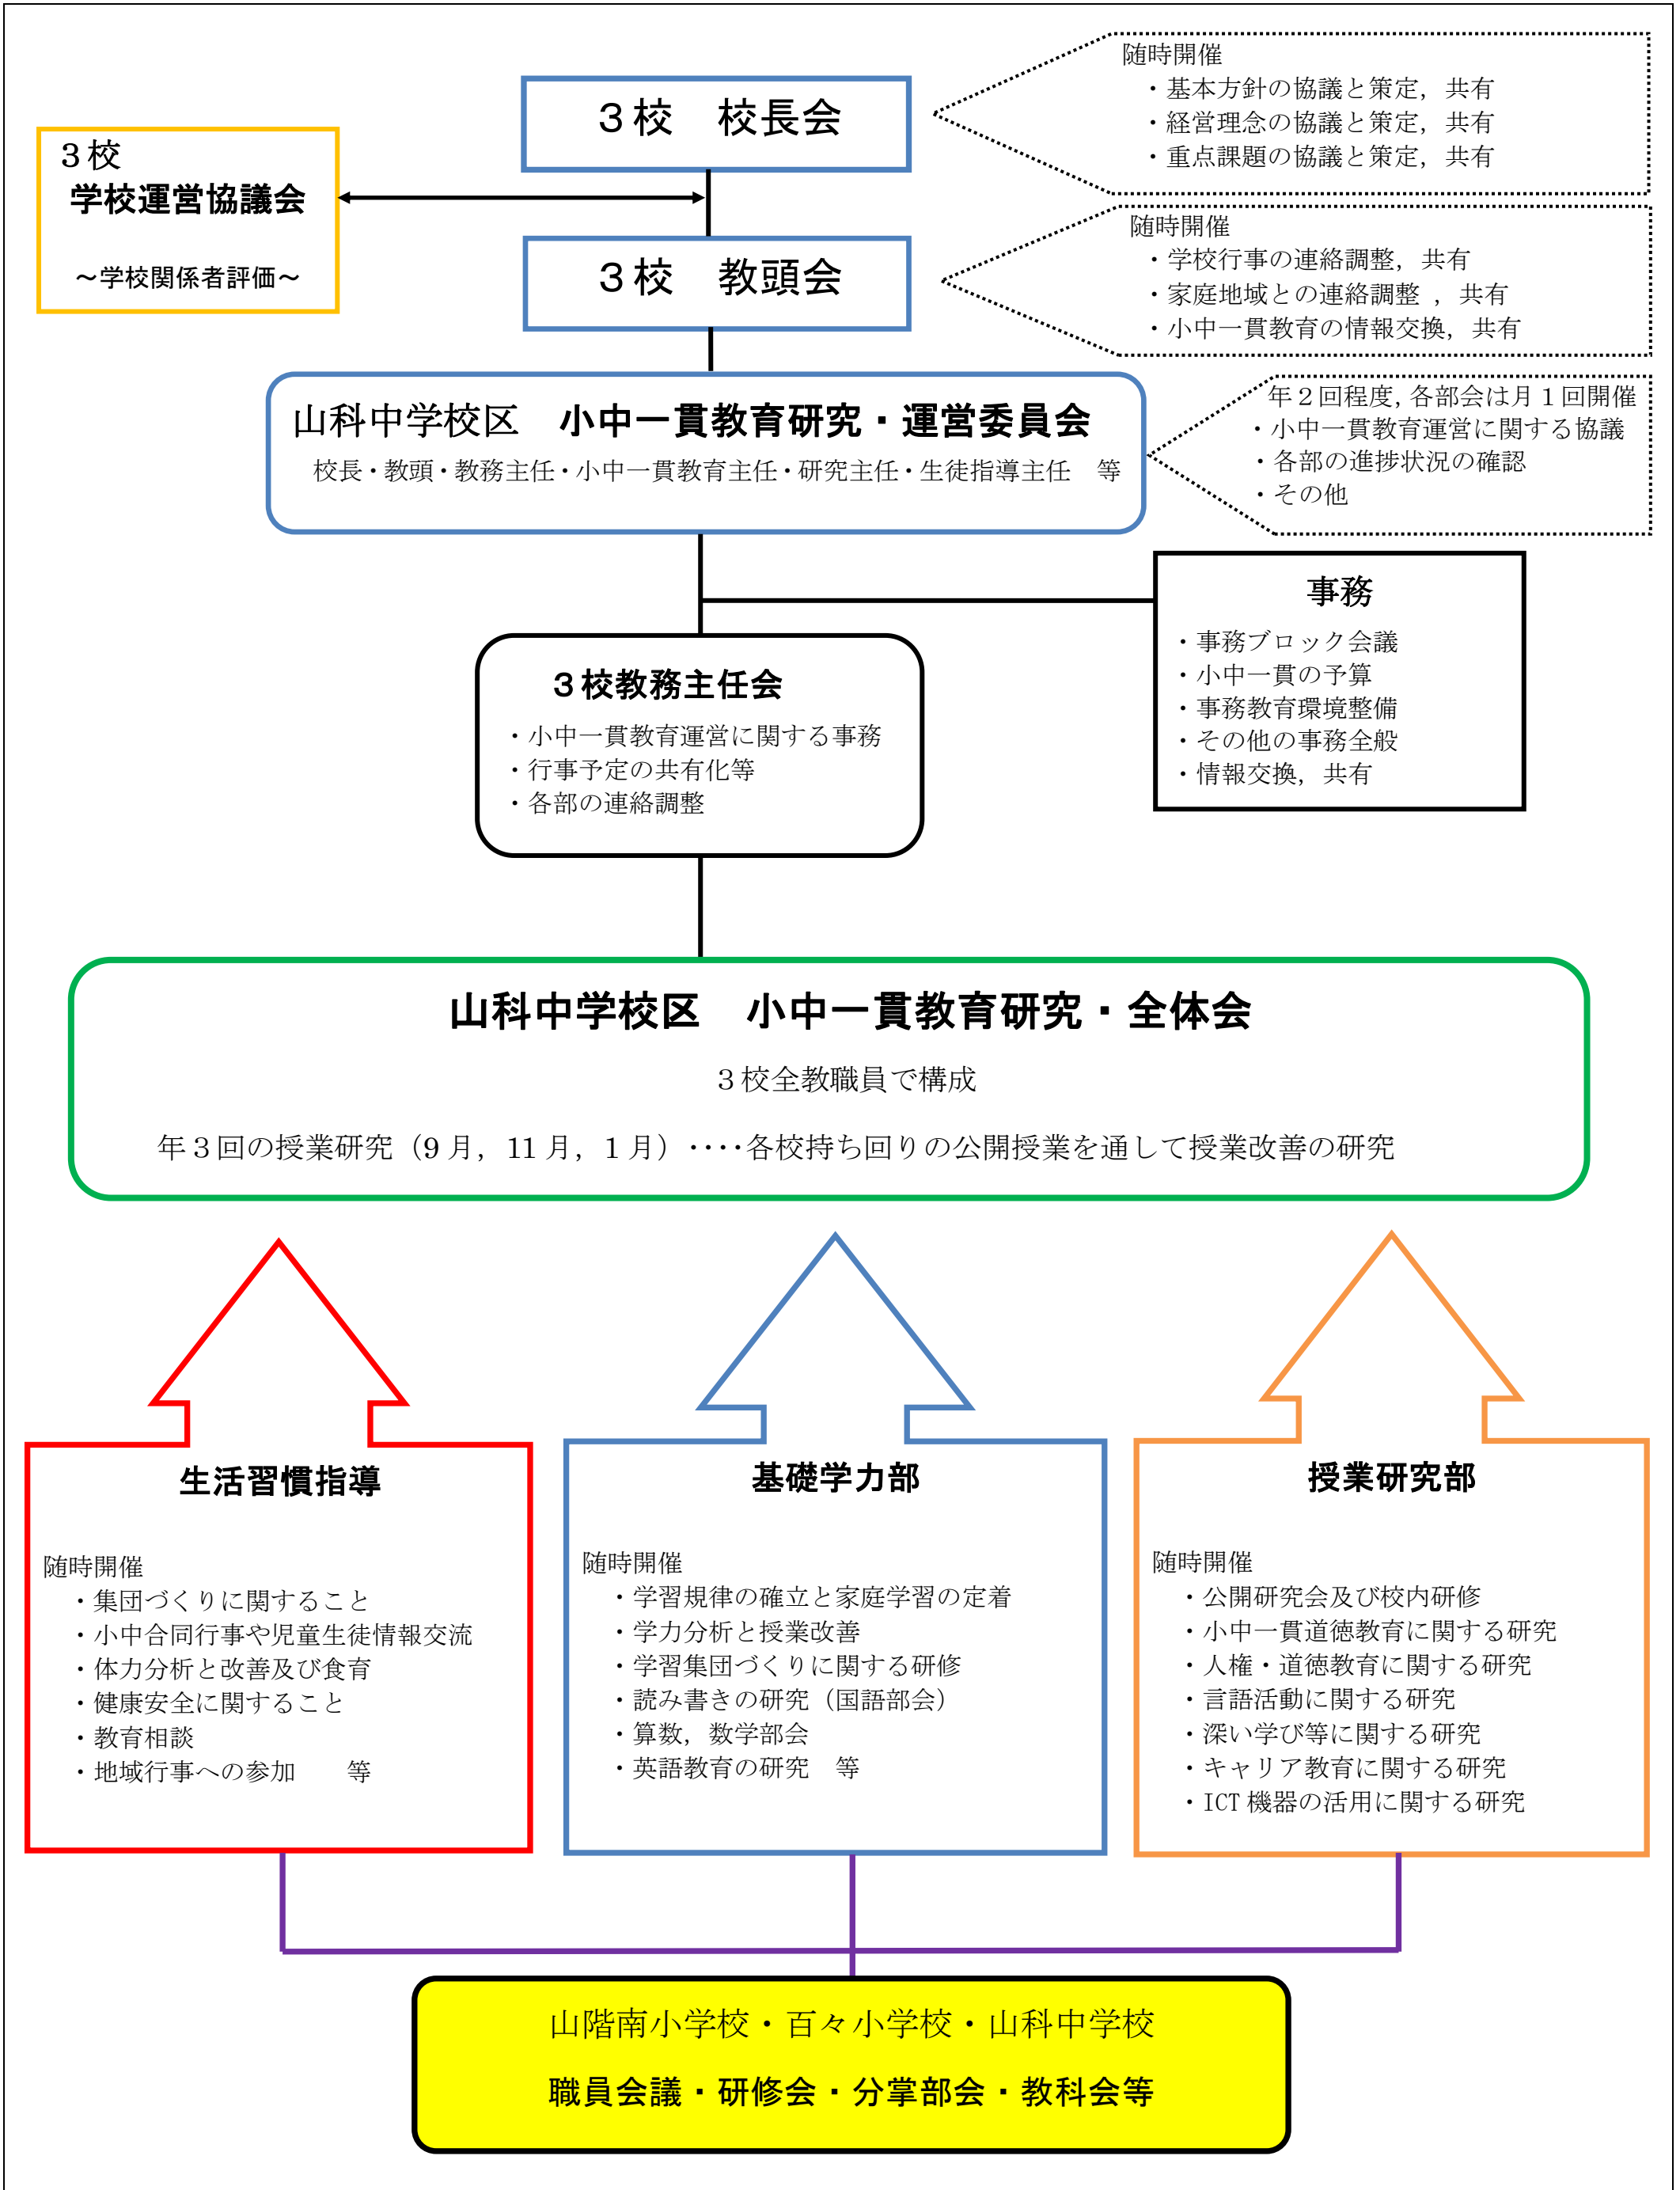 ３校　校長会
随時開催
・基本方針の協議と策定，共有
・経営理念の協議と策定，共有
・重点課題の協議と策定，共有
３校
学校運営協議会
～学校関係者評価～
３校　教頭会
随時開催
・学校行事の連絡調整，共有
・家庭地域との連絡調整 ，共有
・小中一貫教育の情報交換，共有
山科中学校区　小中一貫教育研究・運営委員会
校長・教頭・教務主任・小中一貫教育主任・研究主任・生徒指導主任　等
年２回程度,各部会は月１回開催
・小中一貫教育運営に関する協議
・各部の進捗状況の確認
・その他
事務
・事務ブロック会議
・小中一貫の予算
・事務教育環境整備
・その他の事務全般
・情報交換，共有
３校教務主任会
・小中一貫教育運営に関する事務
・行事予定の共有化等
・各部の連絡調整
山科中学校区　小中一貫教育研究・全体会
３校全教職員で構成
年３回の授業研究（9 月，11 月，1 月）････各校持ち回りの公開授業を通して授業改善の研究
生活習慣指導
随時開催
・集団づくりに関すること
・小中合同行事や児童生徒情報交流
・体力分析と改善及び食育
・健康安全に関すること
・教育相談
・地域行事への参加　　等
基礎学力部
随時開催
・学習規律の確立と家庭学習の定着
・学力分析と授業改善
・学習集団づくりに関する研修
・読み書きの研究（国語部会）
・算数，数学部会
・英語教育の研究　等
授業研究部
随時開催
・公開研究会及び校内研修
・小中一貫道徳教育に関する研究
・人権・道徳教育に関する研究
・言語活動に関する研究
・深い学び等に関する研究
・キャリア教育に関する研究
・ICT 機器の活用に関する研究
山階南小学校・百々小学校・山科中学校
職員会議・研修会・分掌部会・教科会等